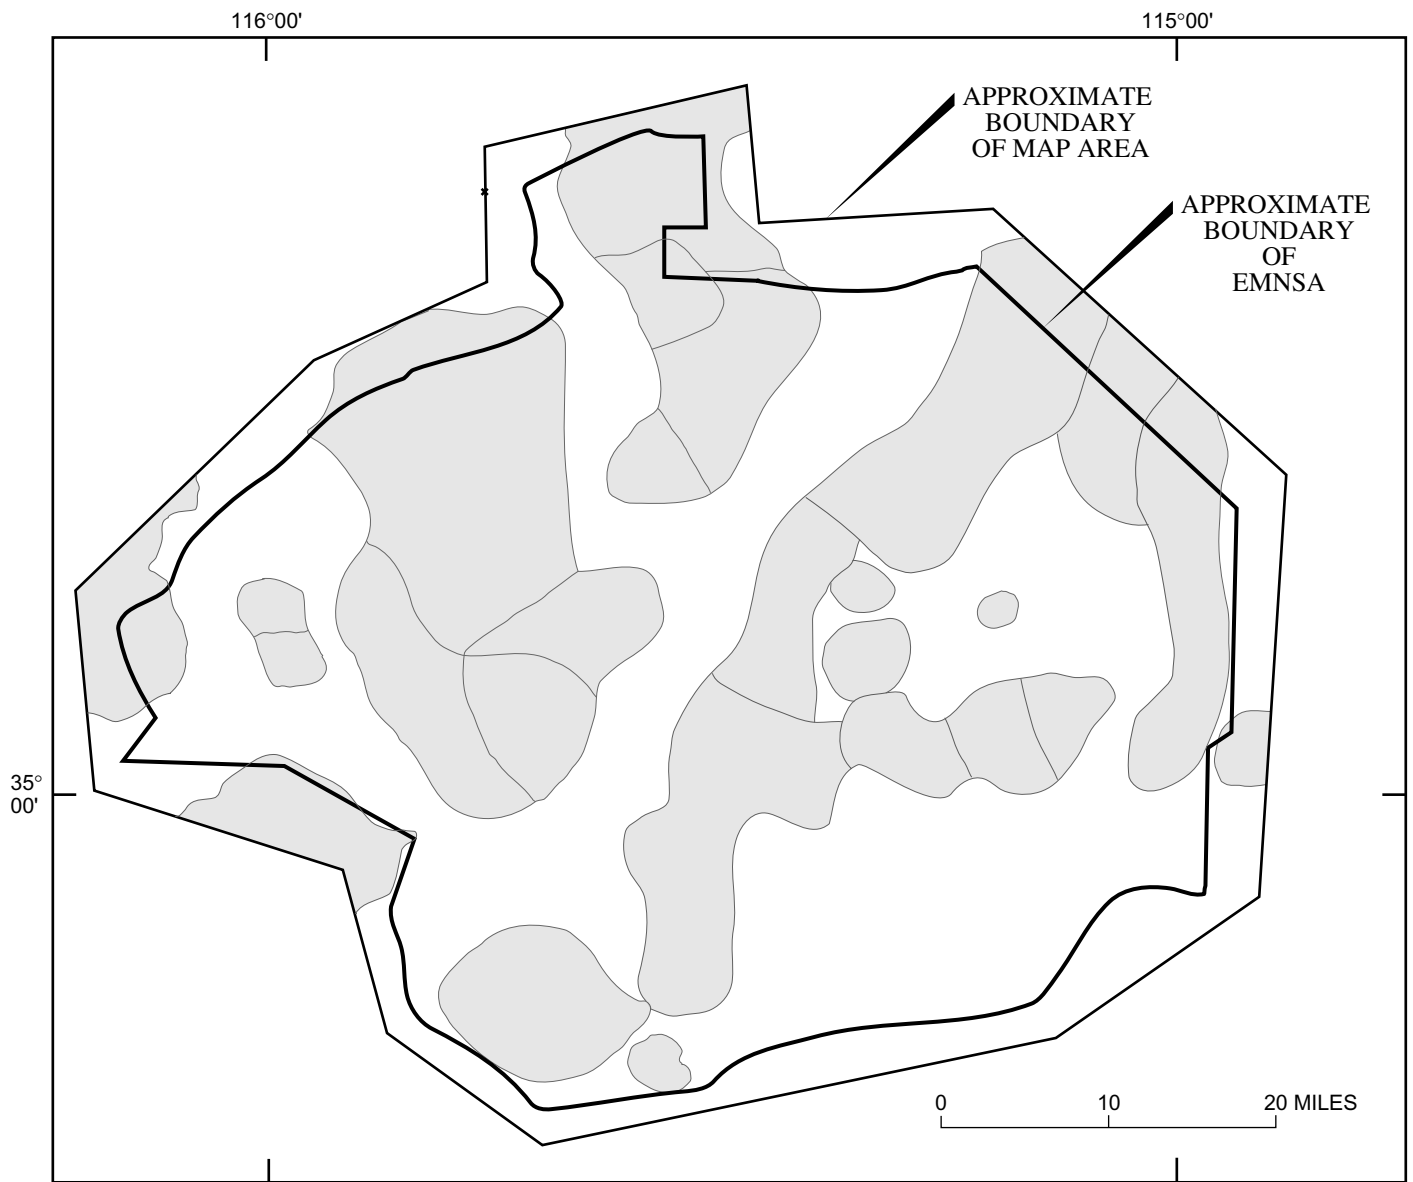 116°00'
115°00'
APPROXIMATE
BOUNDARY
OF MAP AREA
APPROXIMATE
BOUNDARY
OF
EMNSA
35°
00'
0 10 20 MILES